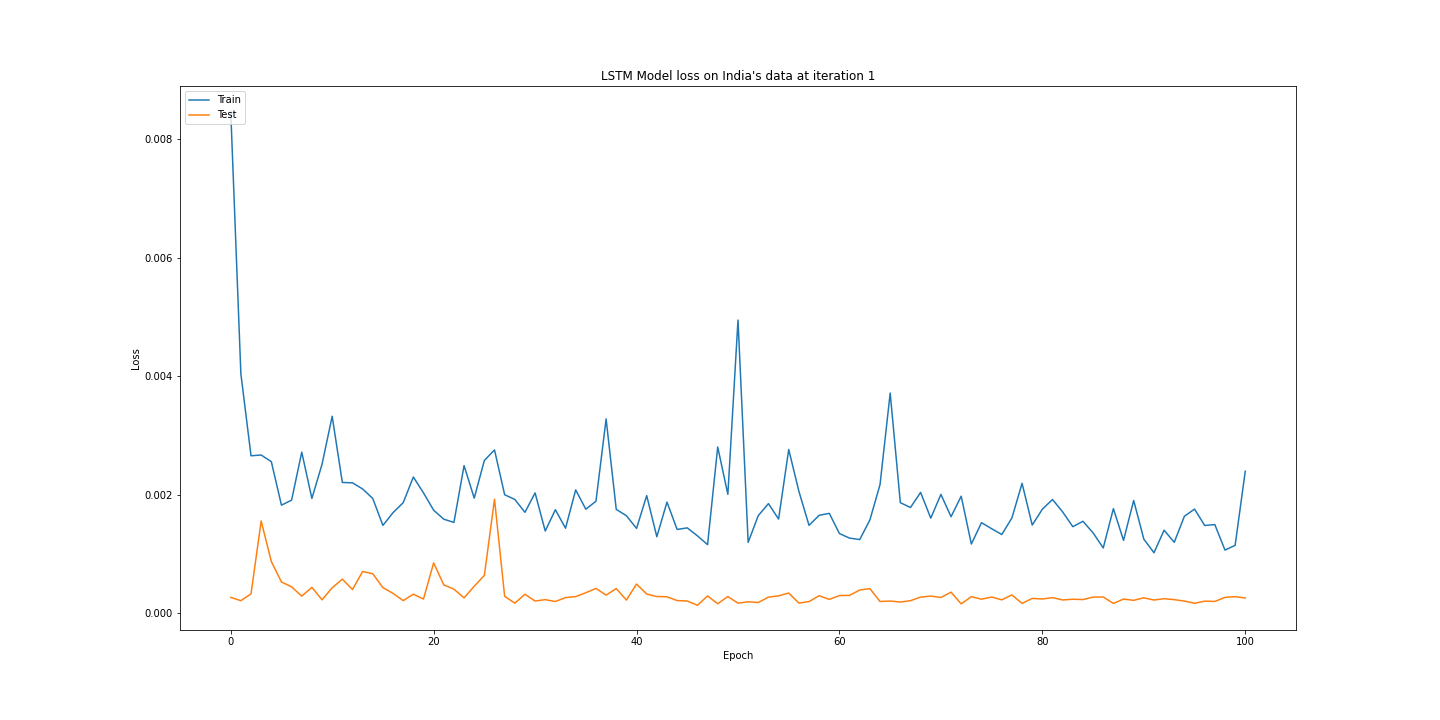 LSTM Model loss on India's data at iteration 1
Train
Test
0.008
0.006
0.004
0.002
0.000
Loss
0 20 40 60 80 100
Epoch